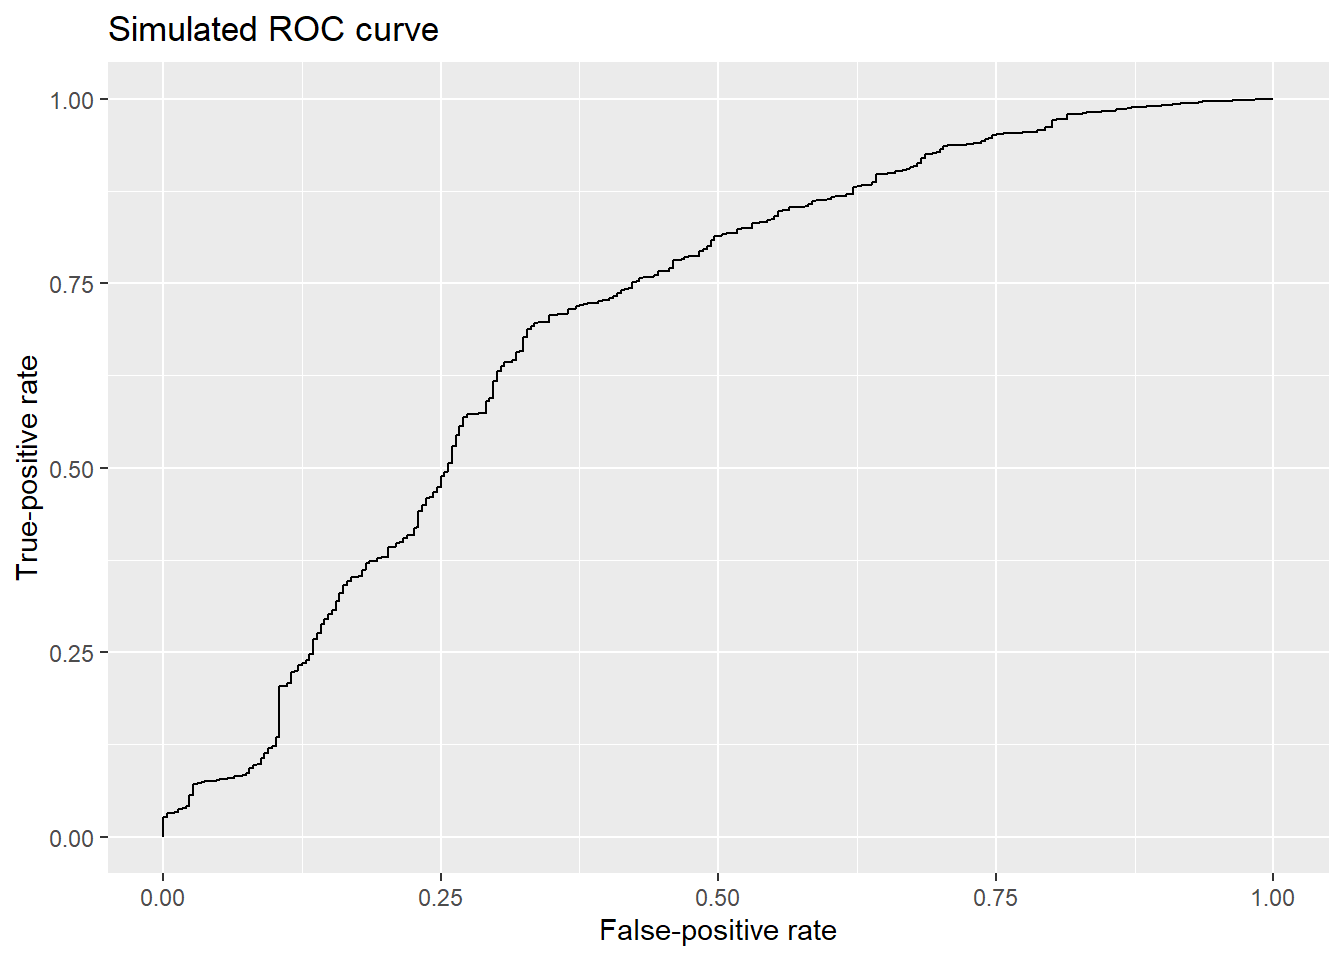 Simulated ROC curve
1.00
0.75
0.50
0.25
0.00
True-positive rate
0.00 0.25 0.50 0.75 1.00
False-positive rate